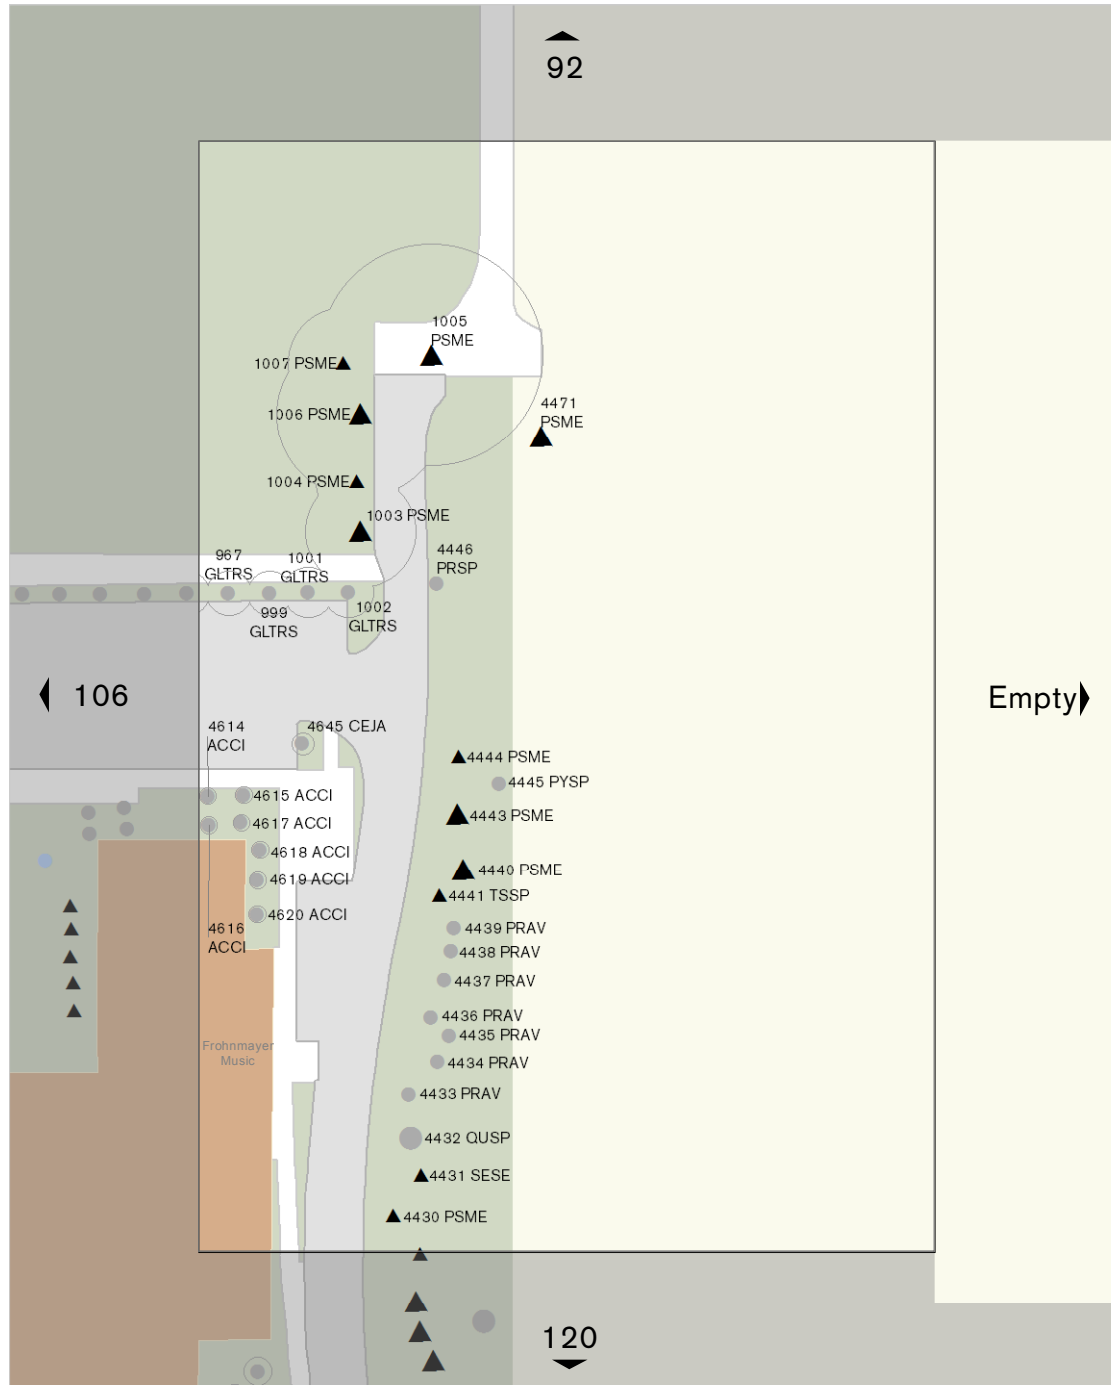 92
1005
PSME
1007 PSME
4471
PSME
1006 PSME
1004 PSME
1003 PSME
4446
PRSP
967
GLTRS
1001
GLTRS
999
GLTRS
1002
GLTRS
106
Empty
4614
ACCI
4645 CEJA
4444 PSME
4445 PYSP
4615 ACCI
4443 PSME
4617 ACCI
4618 ACCI
4440 PSME
4619 ACCI
4441 TSSP
4620 ACCI
4616
ACCI
4439 PRAV
4438 PRAV
4437 PRAV
4436 PRAV
4435 PRAV
Frohnmayer
Music
4434 PRAV
4433 PRAV
4432 QUSP
4431 SESE
4430 PSME
120